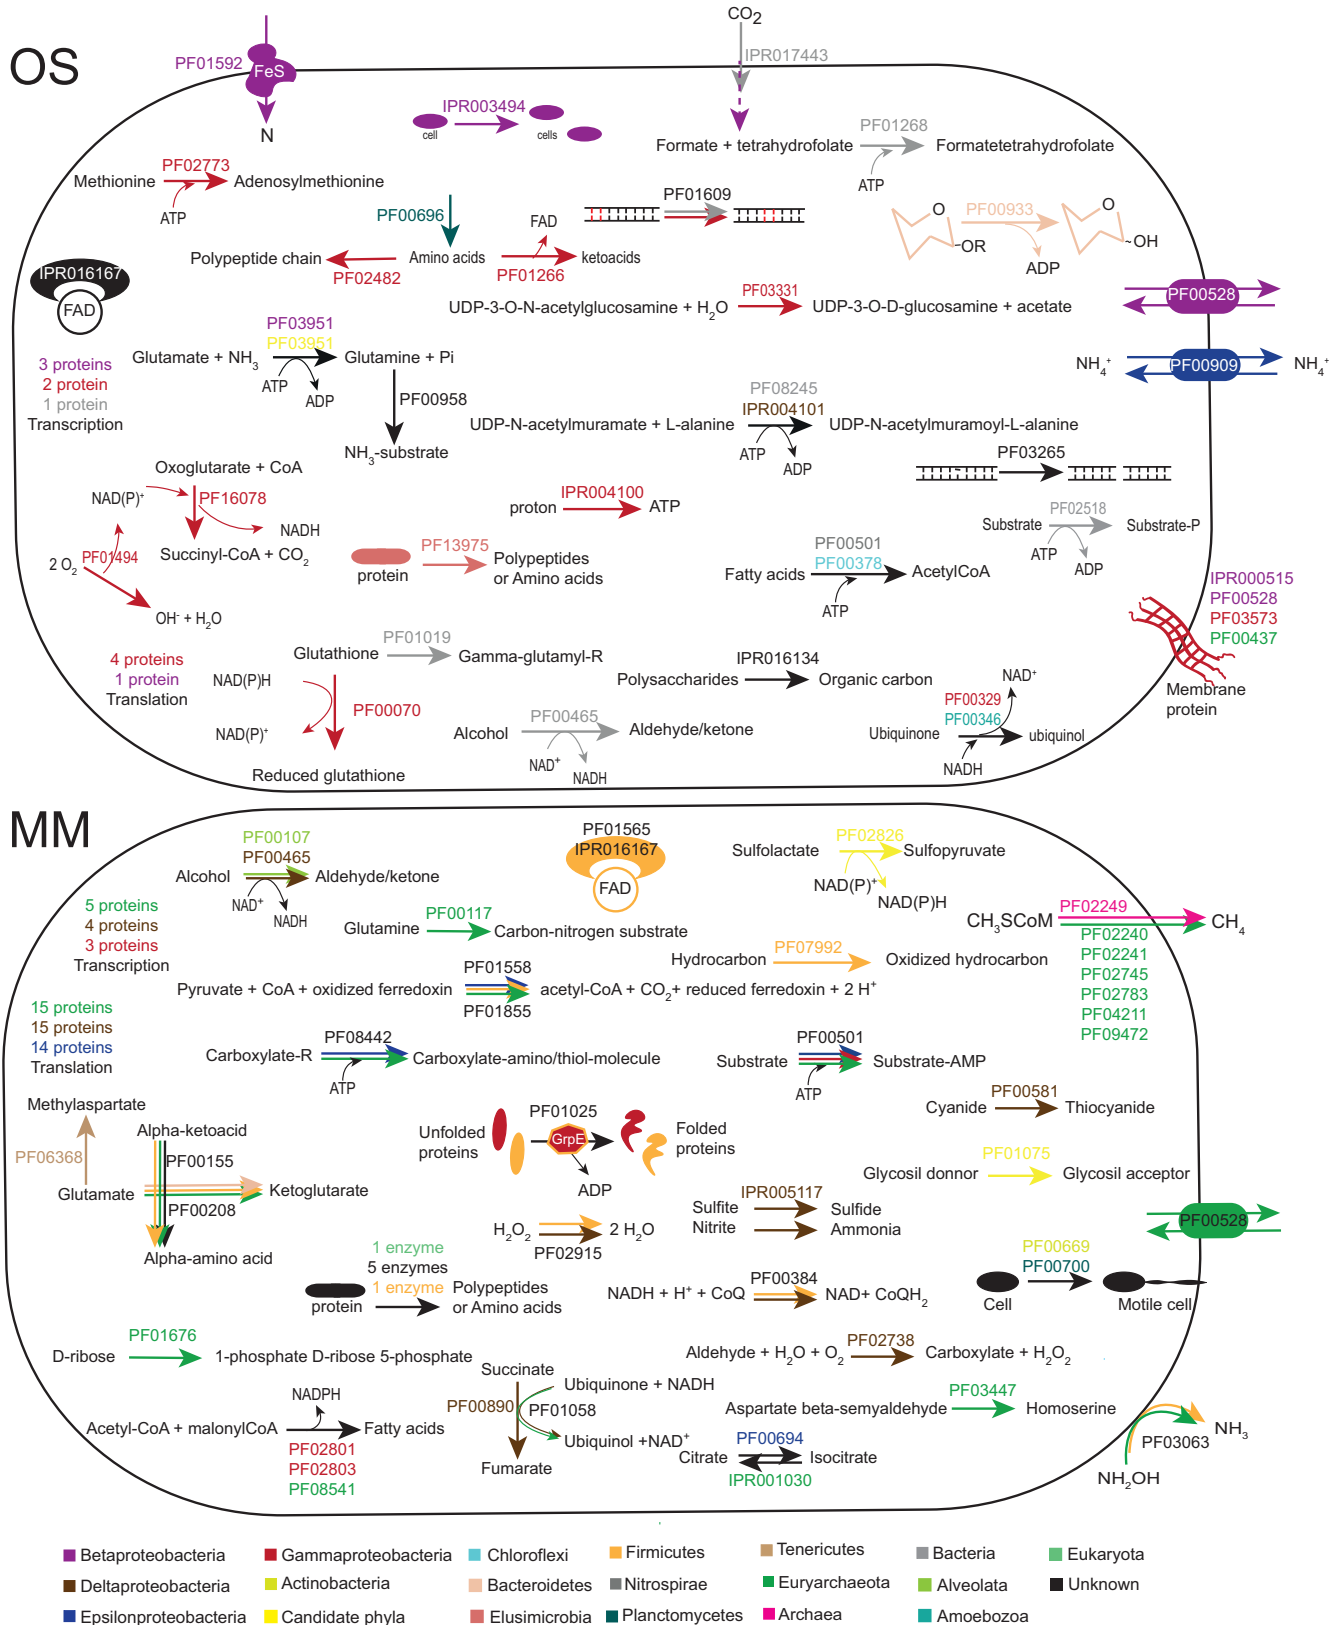 OS
PF01592
FeS
N
CO2
IPR017443
IPR003494
cell
cells
Formate + tetrahydrofolate
PF01268
ATP
Formatetetrahydrofolate
Methionine
PF02773
ATP
Adenosylmethionine
PF00696
FAD
PF01609
PF00933
O
-OR
ADP
O
~OH
Polypeptide chain
PF02482
Amino acids
PF01266
ketoacids
IPR016167
FAD
UDP-3-O-N-acetylglucosamine + H2O
PF03331
UDP-3-O-D-glucosamine + acetate
PF00528
PF03951
PF03951
Glutamate + NH3
Glutamine + Pi
ATP
ADP
NH4+
PF00909
NH4+
3 proteins
2 protein
1 protein
Transcription
PF00958
NH3-substrate
PF08245
IPR004101
UDP-N-acetylmuramate + L-alanine
UDP-N-acetylmuramoyl-L-alanine
ATP
ADP
PF03265
Oxoglutarate + CoA
NAD(P)+
PF16078
NADH
Succinyl-CoA + CO2
2 O2
PF01494
OH- + H2O
proton
IPR004100
ATP
PF13975
protein
Polypeptides
or Amino acids
PF02518
Substrate
Substrate-P
ATP
ADP
PF00501
PF00378
Fatty acids
AcetylCoA
ATP
IPR000515
PF00528
PF03573
PF00437
Membrane
protein
4 proteins
1 protein
Translation
Glutathione
PF01019
Gamma-glutamyl-R
NAD(P)H
PF00070
NAD(P)+
Reduced glutathione
Polysaccharides
IPR016134
Organic carbon
Alcohol
PF00465
Aldehyde/ketone
NAD+
NADH
NAD+
PF00329
PF00346
Ubiquinone
ubiquinol
NADH
MM
PF00107
PF00465
Alcohol
Aldehyde/ketone
NAD+
NADH
PF01565
IPR016167
FAD
Sulfolactate
PF02826
Sulfopyruvate
NAD(P)+
NAD(P)H
5 proteins
4 proteins
3 proteins
Transcription
Glutamine
PF00117
Carbon-nitrogen substrate
Hydrocarbon
PF07992
Oxidized hydrocarbon
CH3SCoM
PF02249
CH4
PF02240
PF02241
PF02745
PF02783
PF04211
PF09472
Pyruvate + CoA + oxidized ferredoxin
PF01558
PF01855
acetyl-CoA + CO2+ reduced ferredoxin + 2 H+
15 proteins
15 proteins
14 proteins
Translation
Carboxylate-R
PF08442
ATP
Carboxylate-amino/thiol-molecule
Substrate
PF00501
ATP
Substrate-AMP
Cyanide
PF00581
Thiocyanide
Methylaspartate
PF06368
Alpha-ketoacid
PF00155
Glutamate
PF00208
Ketoglutarate
Alpha-amino acid
Unfolded
proteins
PF01025
GrpE
ADP
Folded
proteins
Glycosil donnor
PF01075
Glycosil acceptor
Sulfite
Nitrite
IPR005117
Sulfide
Ammonia
H2O2
PF02915
2 H2O
PF00528
1 enzyme
5 enzymes
1 enzyme
protein
Polypeptides
or Amino acids
NADH + H+ + CoQ
PF00384
NAD+ CoQH2
PF00669
PF00700
Cell
Motile cell
D-ribose
PF01676
1-phosphate D-ribose 5-phosphate
Aldehyde + H2O + O2
PF02738
Carboxylate + H2O2
Succinate
Ubiquinone + NADH
PF00890
PF01058
Ubiquinol +NAD+
Fumarate
NADPH
Acetyl-CoA + malonylCoA
Fatty acids
PF02801
PF02803
PF08541
Aspartate beta-semyaldehyde
PF03447
Homoserine
Citrate
PF00694
IPR001030
Isocitrate
NH3
PF03063
NH2OH
Betaproteobacteria
Gammaproteobacteria
Chloroflexi
Firmicutes
Tenericutes
Bacteria
Eukaryota
Deltaproteobacteria
Actinobacteria
Bacteroidetes
Nitrospirae
Euryarchaeota
Alveolata
Unknown
Epsilonproteobacteria
Candidate phyla
Elusimicrobia
Planctomycetes
Archaea
Amoebozoa